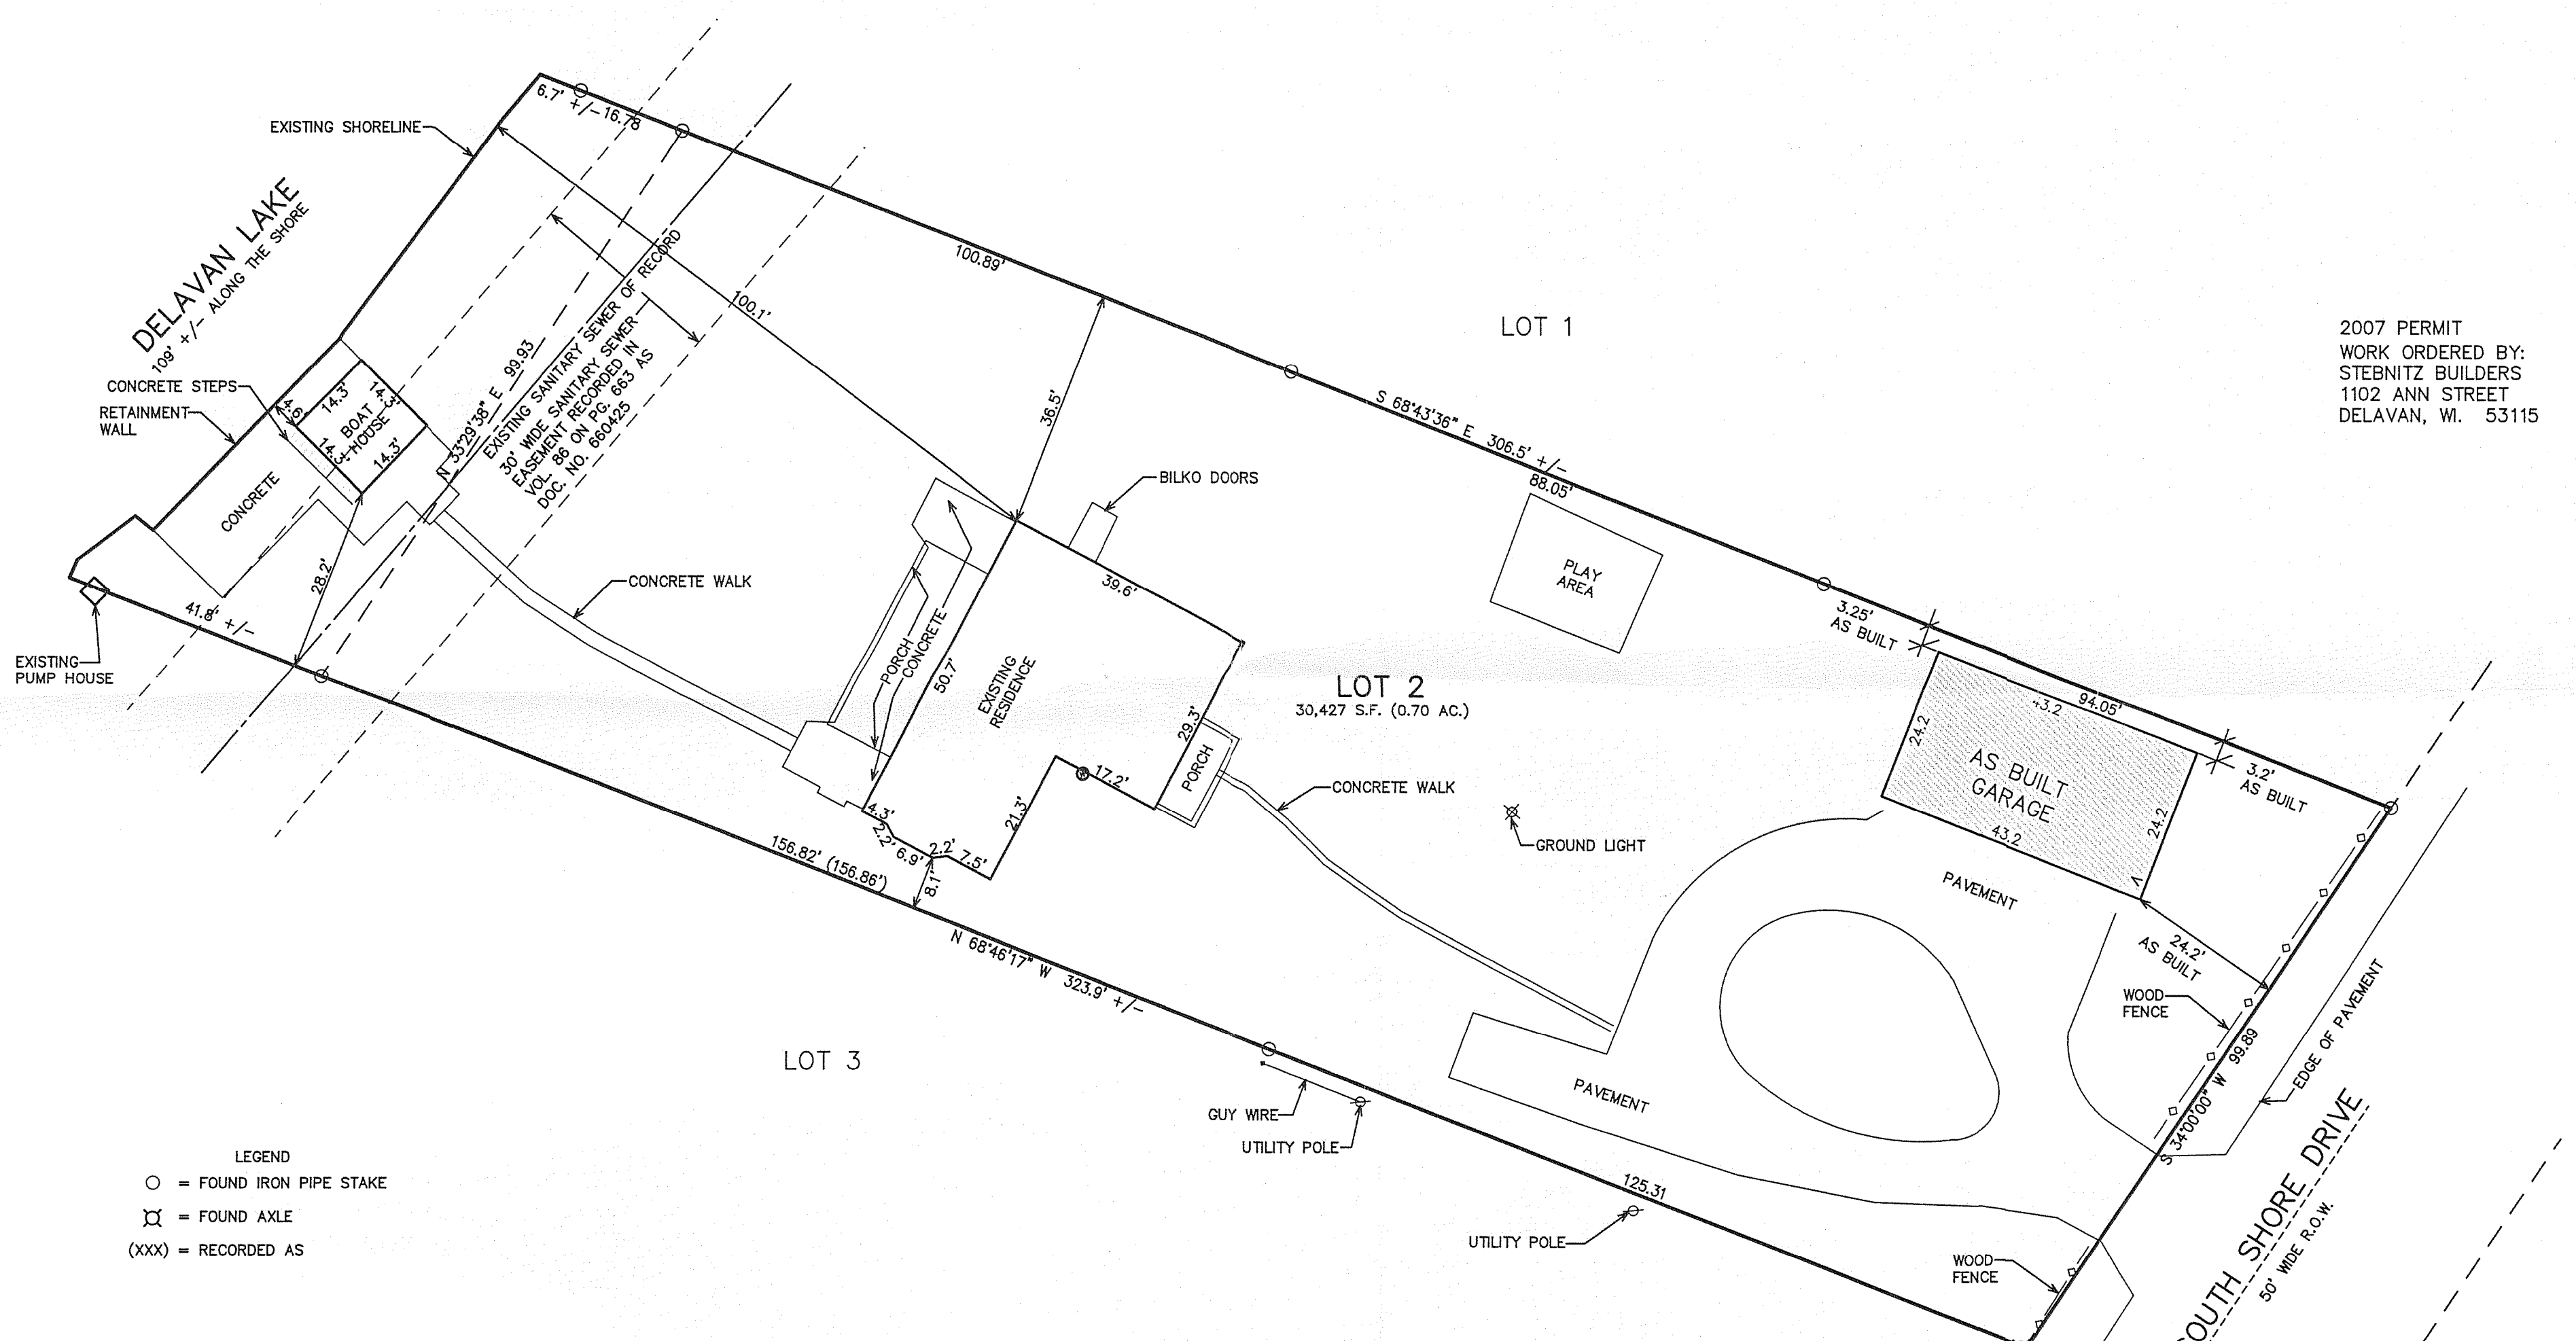 6.7' +/-
16.78
EXISTING SHORELINE
DELAVAN LAKE
109' +/- ALONG THE SHORE
CONCRETE STEPS
RETAINMENT
WALL
4.6'
14.3'
14.3'
BOAT
HOUSE
14.3'
14.3'
CONCRETE
N 33°29'38" E 99.93
EXISTING SANITARY SEWER OF RECORD
30' WIDE SANITARY SEWER
EASEMENT RECORDED IN
VOL. 86 ON PG. 663 AS
DOC. NO. 660425
100.1'
100.89'
36.5'
LOT 1
S 68°43'36" E 306.5' +/-
88.05'
2007 PERMIT
WORK ORDERED BY:
STEBNITZ BUILDERS
1102 ANN STREET
DELAVAN, WI. 53115
BILKO DOORS
PLAY
AREA
28.2'
41.8' +/-
EXISTING
PUMP HOUSE
CONCRETE WALK
PORCH
CONCRETE
50.7'
39.6'
EXISTING
RESIDENCE
29.3'
PORCH
17.2'
21.3'
4.3'
2.2'
6.9'
2.2'
7.5'
8.1'
LOT 2
30,427 S.F. (0.70 AC.)
CONCRETE WALK
GROUND LIGHT
3.25'
AS BUILT
94.05'
43.2
24.2
AS BUILT
GARAGE
24.2
43.2
3.2'
AS BUILT
PAVEMENT
24.2'
AS BUILT
WOOD
FENCE
156.82' (156.86')
N 68°46'17" W 323.9' +/-
LOT 3
GUY WIRE
UTILITY POLE
PAVEMENT
125.31
UTILITY POLE
WOOD
FENCE
S 34°00'00" W 99.89
EDGE OF PAVEMENT
SOUTH SHORE DRIVE
50' WIDE R.O.W.
LEGEND
= FOUND IRON PIPE STAKE
= FOUND AXLE
(XXX) = RECORDED AS